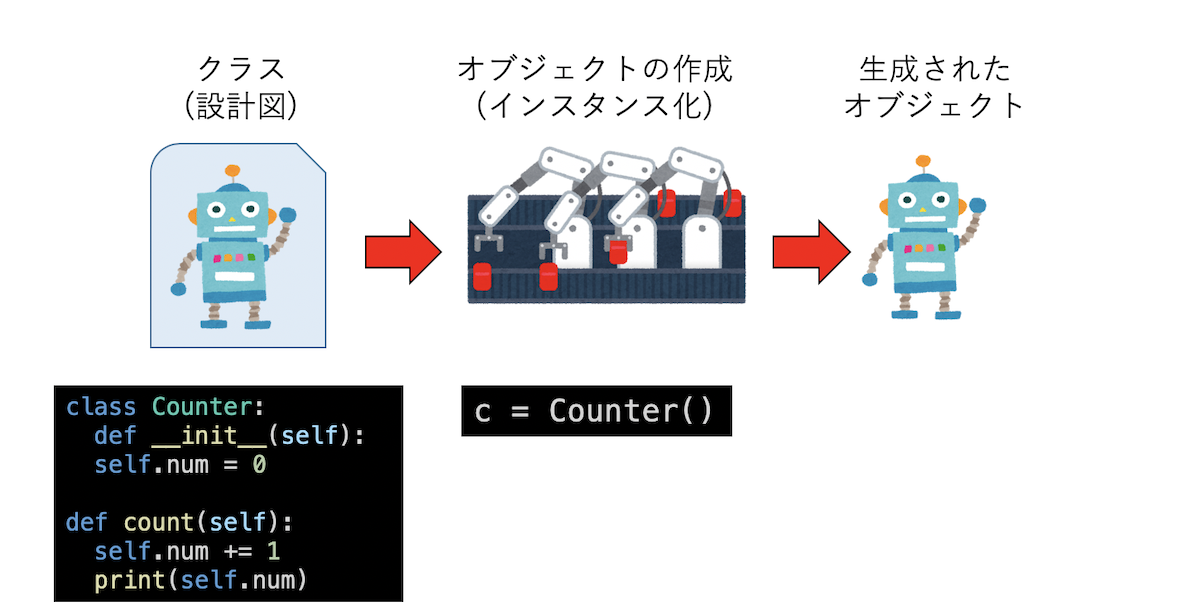 クラス
(設計図)
オブジェクトの作成
(インスタンス化)
生成された
オブジェクト
class Counter:
  def __init__(self):
  self.num = 0

def count(self):
  self.num += 1
  print(self.num)
c = Counter()